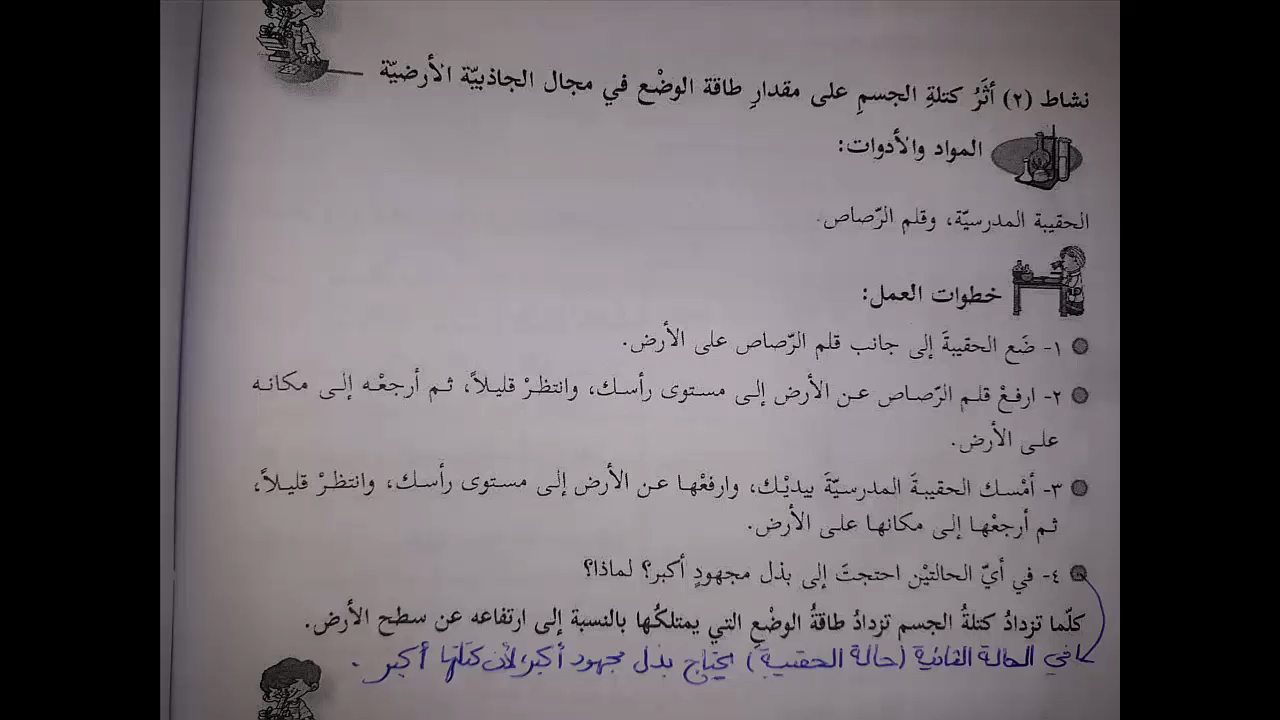 نشاط (٢) أثَرُ كتلةِ الجسمِ على مقدارِ طاقة الوضْع في مجال الجاذبيّة الأرضيّة
المواد والأدوات:
الحقيبة المدرسيّة، وقلم الرّصاص.
خطوات العمل:
١- ضَع الحقيبةَ إلى جانب قلم الرّصاص على الأرض.
٢- ارفعْ قلم الرّصاص عن الأرض إلى مستوى رأسك، وانتظرْ قليلاً، ثم أرجعْه إلى مكانه
على الأرض.
٣- أمْسك الحقيبةَ المدرسيّةَ بيديْك، وارفعْها عن الأرض إلى مستوى رأسك، وانتظرْ قليلاً،
ثم أرجعْها إلى مكانها على الأرض.
٤- في أيّ الحالتيْن احتجتَ إلى بذل مجهودٍ أكبر؟ لماذا؟
كلّما تزدادُ كتلةُ الجسم تزدادُ طاقةُ الوضْعِ التي يمتلكُها بالنسبة إلى ارتفاعه عن سطح الأرض.
في الحالة الثانية (حالة الحقيبة) يحتاج بذل مجهود أكبر، لأن كتلتها أكبر.